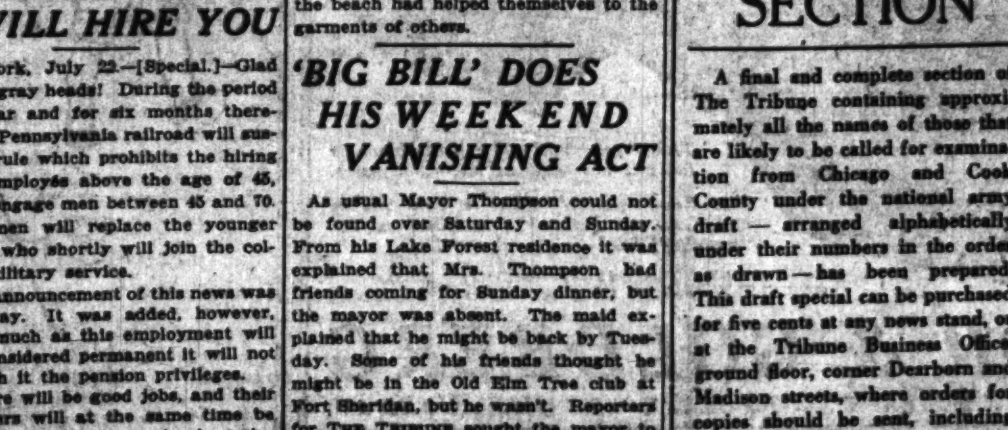 WILL HIRE YOU
ork, July 22.—[Special.]—Glad
gray heads! During the period
ar and for six months there-
Pennsylvania railroad will sus-
rule which prohibits the hiring
mployés above the age of 45,
ngage men between 45 and 70.
men will replace the younger
who shortly will join the col-
ilitary service.
nnouncement of this news was
ay. It was added, however,
much as this employment will
nsidered permanent it will not
h it the pension privileges.
re will be good jobs, and their
ers will at the same time be
the beach had helped themselves to the
garments of others.
'BIG BILL' DOES
HIS WEEK END
VANISHING ACT
As usual Mayor Thompson could not
be found over Saturday and Sunday.
From his Lake Forest residence it was
explained that Mrs. Thompson had
friends coming for Sunday dinner, but
the mayor was absent. The maid ex-
plained that he might be back by Tues-
day. Some of his friends thought he
might be in the Old Elm Tree club at
Fort Sheridan, but he wasn't. Reporters
for THE TRIBUNE sought the mayor to
SECTION
A final and complete section o
The Tribune containing approxi
mately all the names of those tha
are likely to be called for examina
tion from Chicago and Cook
County under the national army
draft — arranged alphabetically
under their numbers in the orde
as drawn — has been prepared
This draft special can be purchase
for five cents at any news stand, o
at the Tribune Business Office
ground floor, corner Dearborn an
Madison streets, where orders fo
copies should be sent, including